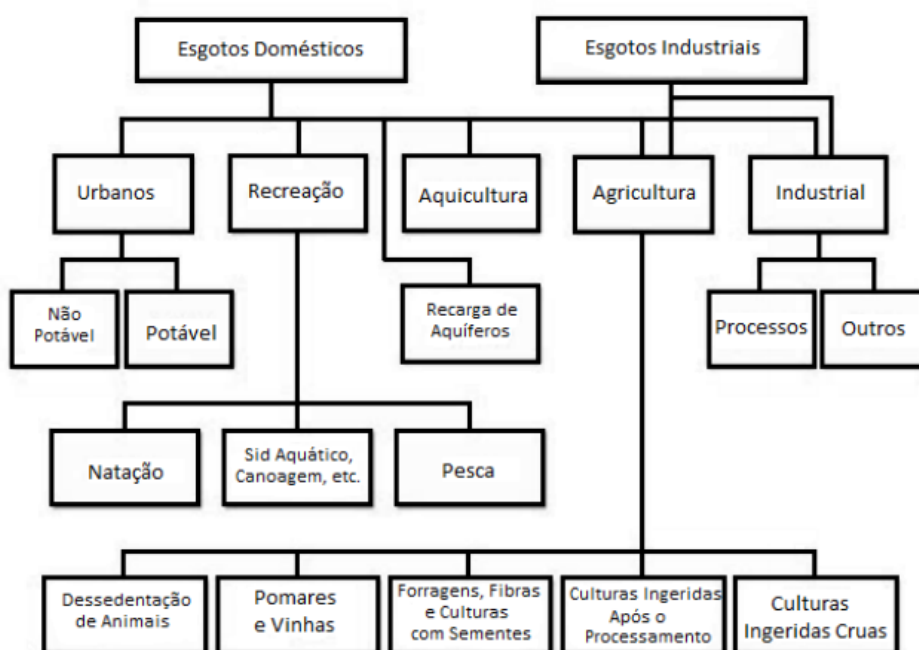 Esgotos Domésticos
Esgotos Industriais
Urbanos
Recreação
Aquicultura
Agricultura
Industrial
Não
Potável
Potável
Recarga de
Aquíferos
Processos
Outros
Natação
Sid Aquático,
Canoagem, etc.
Pesca
Dessedentação
de Animais
Pomares
e Vinhas
Forragens, Fibras
e Culturas
com Sementes
Culturas Ingeridas
Após o
Processamento
Culturas
Ingeridas Cruas